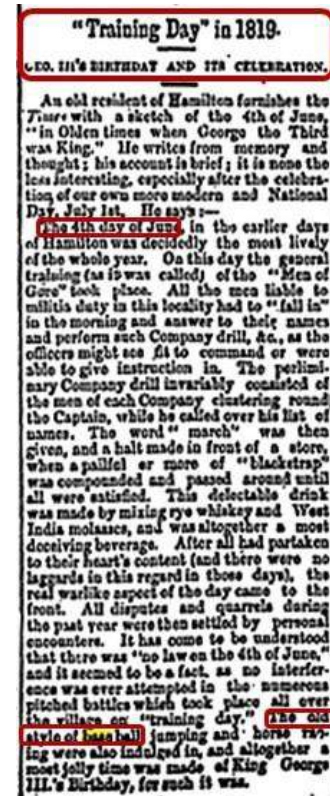 "Training Day" in 1819.
GEO. III'S BIRTHDAY AND ITS CELEBRATION.
An old resident of Hamilton furnishes the
Times with a sketch of the 4th of June,
"in Olden times when George the Third
was King." He writes from memory and
thought; his account is brief; it is none the
less interesting, especially after the celebra-
tion of our own more modern and National
Day, July 1st. He says:—
The 4th day of June, in the earlier days
of Hamilton was decidedly the most lively
of the whole year. On this day the general
training (as it was called) of the "Men of
Gore" took place. All the men liable to
militia duty in this locality had to "fall in"
in the morning and answer to their names
and perform such Company drill, &c., as the
officers might see fit to command or were
able to give instruction in. The perlimi-
nary Company drill invariably consisted of
the men of each Company clustering round
the Captain, while he called over his list of
names. The word "march" was then
given, and a halt made in front of a store,
when a pailful or more of "blackstrap"
was compounded and passed around until
all were satisfied. This delectable drink
was made by mixing rye whiskey and West
India molasses, and was altogether a most
deceiving beverage. After all had partaken
to their heart's content (and there were no
laggards in this regard in those days), the
real warlike aspect of the day came to the
front. All disputes and quarrels during
the past year were then settled by personal
encounters. It has come to be understood
that there was "no law on the 4th of June,"
and it seemed to be a fact, as no interfer-
ence was ever attempted in the numerous
pitched battles which took place all over
the village on "training day." The old
style of base ball, jumping and horse rac-
ing were also indulged in, and altogether a
most jolly time was made of King George
III.'s Birthday, for such it was.